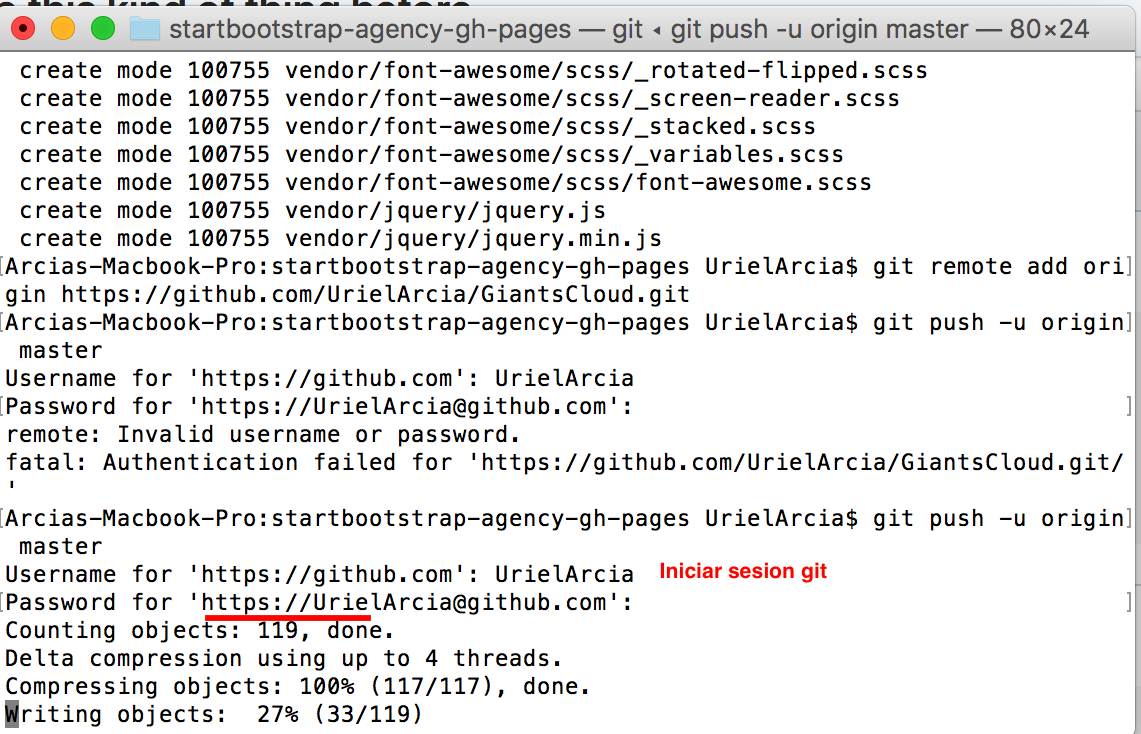 startbootstrap-agency-gh-pages — git ◂ git push -u origin master — 80×24
create mode 100755 vendor/font-awesome/scss/_rotated-flipped.scss
create mode 100755 vendor/font-awesome/scss/_screen-reader.scss
create mode 100755 vendor/font-awesome/scss/_stacked.scss
create mode 100755 vendor/font-awesome/scss/_variables.scss
create mode 100755 vendor/font-awesome/scss/font-awesome.scss
create mode 100755 vendor/jquery/jquery.js
create mode 100755 vendor/jquery/jquery.min.js
[Arcias-Macbook-Pro:startbootstrap-agency-gh-pages UrielArcia$ git remote add ori]
gin https://github.com/UrielArcia/GiantsCloud.git
[Arcias-Macbook-Pro:startbootstrap-agency-gh-pages UrielArcia$ git push -u origin]
master
Username for 'https://github.com': UrielArcia
[Password for 'https://UrielArcia@github.com': ]
remote: Invalid username or password.
fatal: Authentication failed for 'https://github.com/UrielArcia/GiantsCloud.git/
'
[Arcias-Macbook-Pro:startbootstrap-agency-gh-pages UrielArcia$ git push -u origin]
master
Username for 'https://github.com': UrielArcia
Iniciar sesion git
[Password for 'https://UrielArcia@github.com': ]
Counting objects: 119, done.
Delta compression using up to 4 threads.
Compressing objects: 100% (117/117), done.
Writing objects:  27% (33/119)